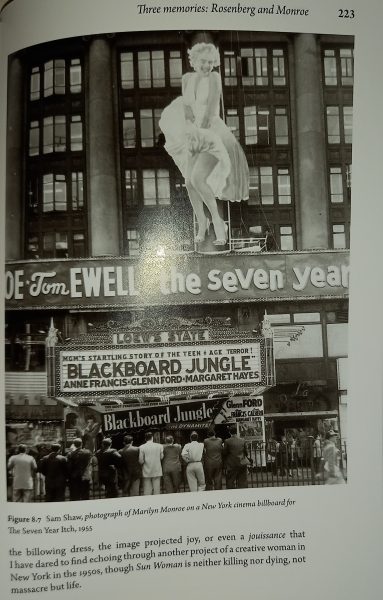 Three memories: Rosenberg and Monroe 223
OE · Tom EWELL the seven year
LOEW'S STATE
MGM'S STARTLING STORY OF THE TEEN AGE TERROR!
"BLACKBOARD JUNGLE"
ANNE FRANCIS · GLENN FORD · MARGARET HAYES
Blackboard Jungle
DYNAMITE!
FORD
Figure 8.7 Sam Shaw, photograph of Marilyn Monroe on a New York cinema billboard for
The Seven Year Itch, 1955
the billowing dress, the image projected joy, or even a jouissance that
I have dared to find echoing through another project of a creative woman in
New York in the 1950s, though Sun Woman is neither killing nor dying, not
massacre but life.